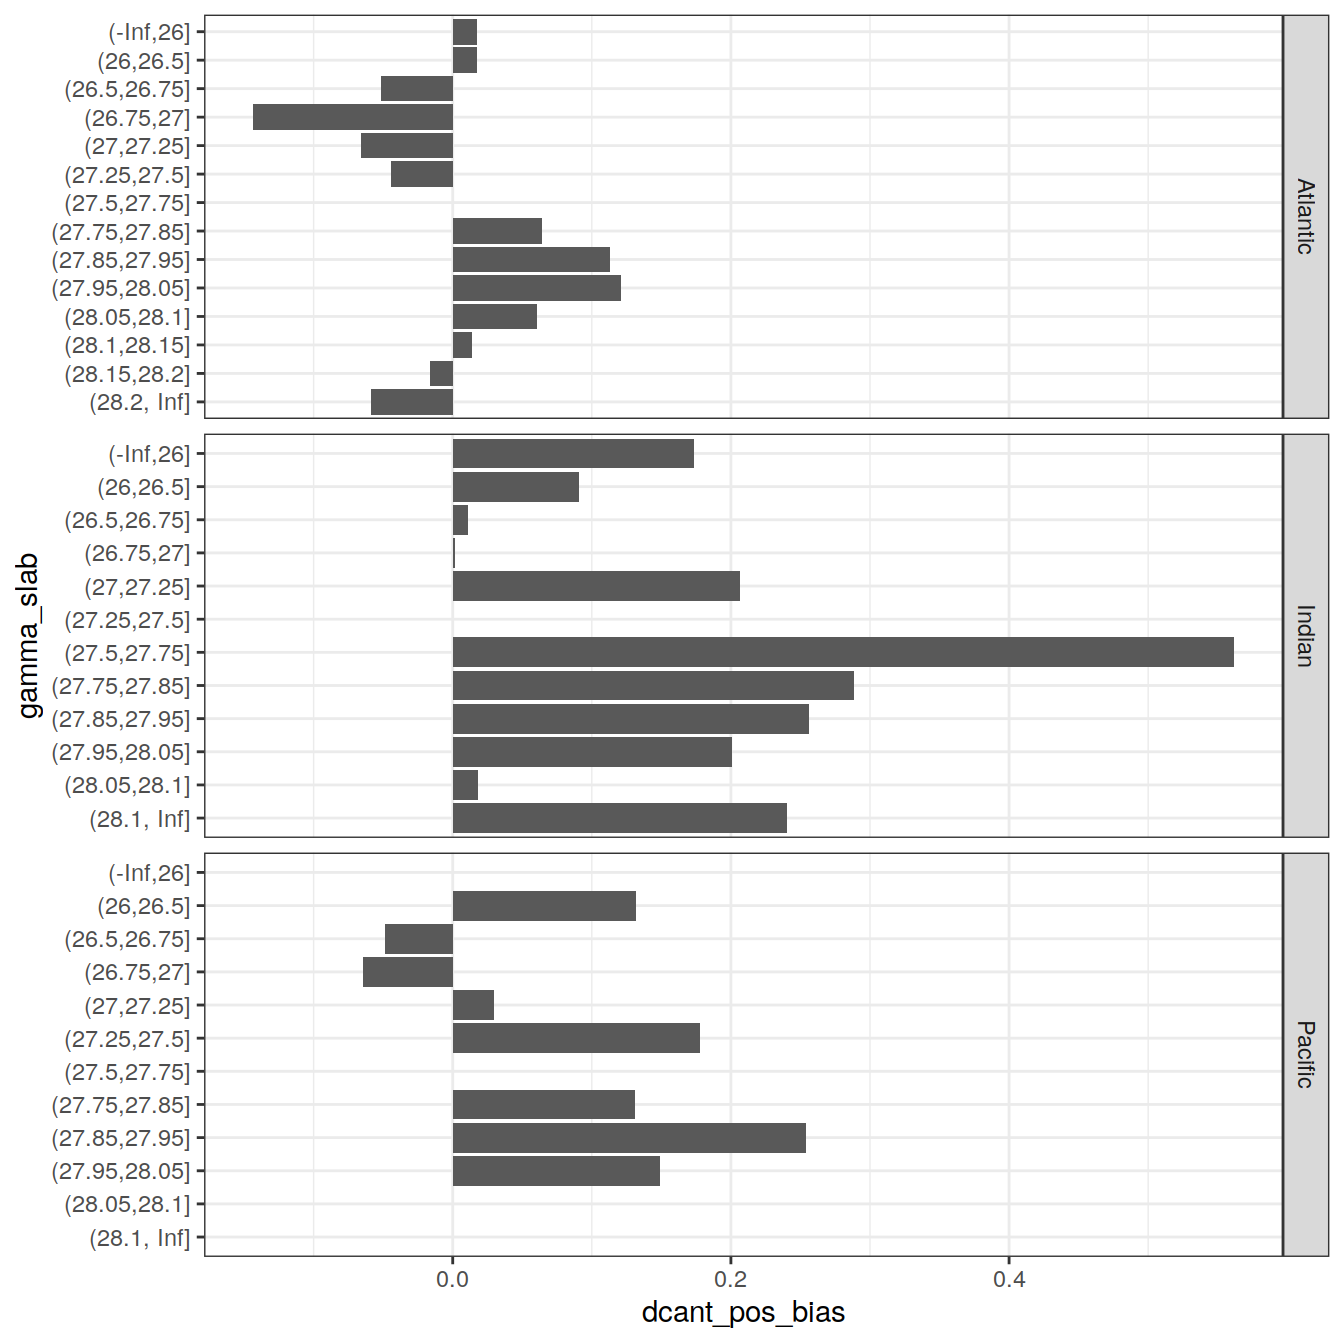 (-Inf,26]
(26,26.5]
(26.5,26.75]
(26.75,27]
(27,27.25]
(27.25,27.5]
(27.5,27.75]
(27.75,27.85]
(27.85,27.95]
(27.95,28.05]
(28.05,28.1]
(28.1,28.15]
(28.15,28.2]
(28.2, Inf]
Atlantic
(-Inf,26]
(26,26.5]
(26.5,26.75]
(26.75,27]
(27,27.25]
(27.25,27.5]
(27.5,27.75]
(27.75,27.85]
(27.85,27.95]
(27.95,28.05]
(28.05,28.1]
(28.1, Inf]
Indian
gamma_slab
(-Inf,26]
(26,26.5]
(26.5,26.75]
(26.75,27]
(27,27.25]
(27.25,27.5]
(27.5,27.75]
(27.75,27.85]
(27.85,27.95]
(27.95,28.05]
(28.05,28.1]
(28.1, Inf]
Pacific
0.0 0.2 0.4
dcant_pos_bias